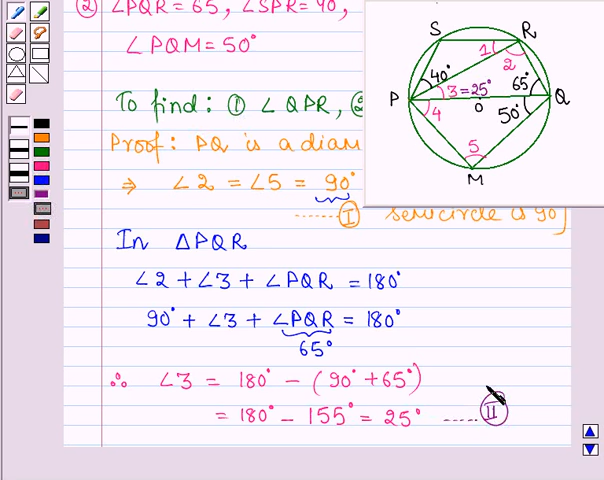 ② ∠PQR = 65°, ∠SPR = 40°,
∠PQM = 50°
To find: ① ∠QPR, ②
Proof: PQ is a diam
⇒ ∠2 = ∠5 = 90°
------- Ⓘ semicircle is 90°]
In ΔPQR
∠2 + ∠3 + ∠PQR = 180°
90° + ∠3 + ∠PQR = 180°
65°
∴ ∠3 = 180° - (90° + 65°)
= 180° - 155° = 25° ----- Ⓘ Ⓘ
S
R
1
2
40°
3 = 25°
65°
P
O
Q
4
50°
5
M